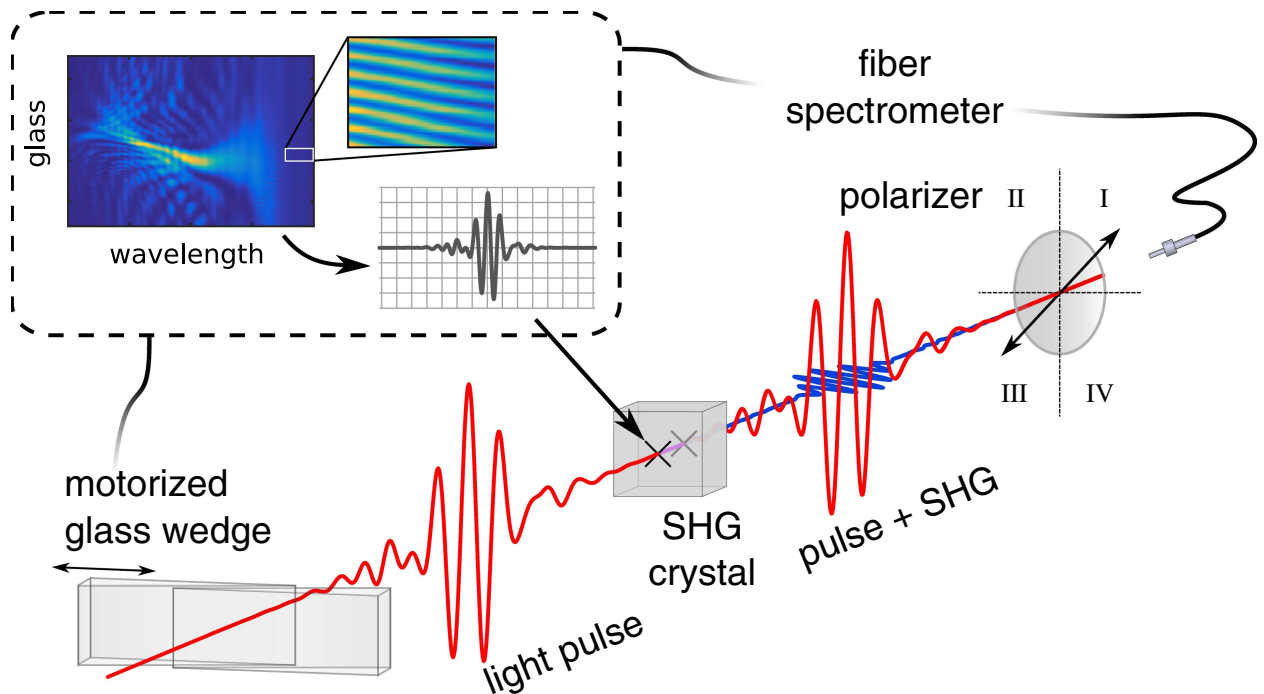 glass
wavelength
fiber
spectrometer
polarizer
II
I
III
IV
motorized
glass wedge
SHG
crystal
pulse + SHG
light pulse